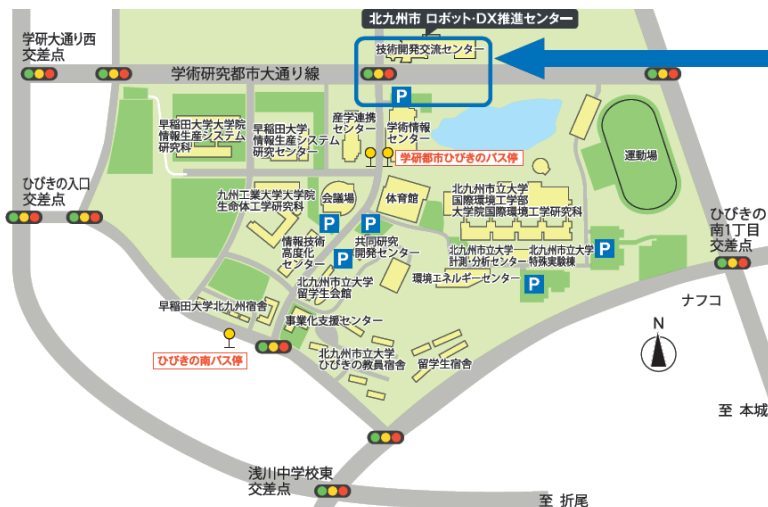 北九州市 ロボット・DX推進センター
技術開発交流センター
学研大通り西
交差点
学術研究都市大通り線
P
早稲田大学大学院
情報生産システム
研究科
早稲田大学
情報生産システム
研究センター
産学連携
センター
学術情報
センター
学研都市ひびきのバス停
運動場
ひびきの入口
交差点
九州工業大学大学院
生命体工学研究科
会議場
体育館
北九州市立大学
国際環境工学部
大学院国際環境工学研究科
ひびきの
南1丁目
交差点
P
P
情報技術
高度化
センター
共同研究
開発センター
北九州市立大学
計測・分析センター
北九州市立大学
特殊実験棟
P
P
北九州市立大学
留学生会館
環境エネルギーセンター
P
ナフコ
早稲田大学北九州宿舎
事業化支援センター
N
ひびきの南バス停
北九州市立大学
ひびきの教員宿舎
留学生宿舎
至 本城
浅川中学校東
交差点
至 折尾